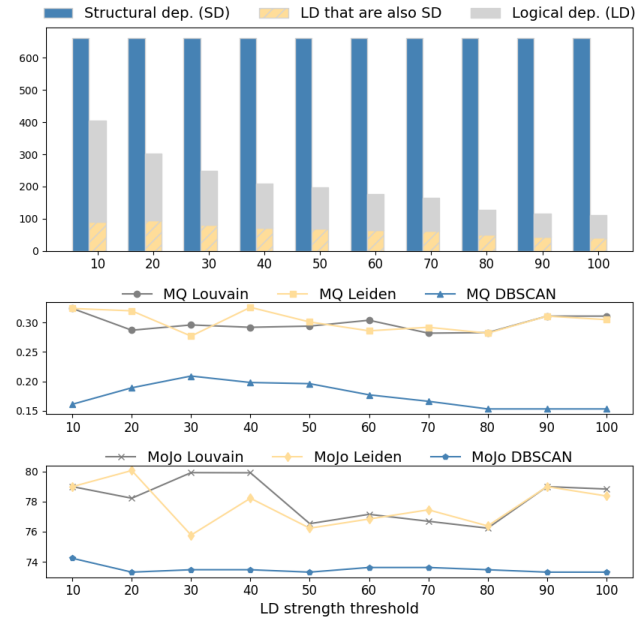 Structural dep. (SD) LD that are also SD Logical dep. (LD)
600
500
400
300
200
100
0
10 20 30 40 50 60 70 80 90 100
MQ Louvain MQ Leiden MQ DBSCAN
0.30
0.25
0.20
0.15
10 20 30 40 50 60 70 80 90 100
MoJo Louvain MoJo Leiden MoJo DBSCAN
80
78
76
74
10 20 30 40 50 60 70 80 90 100
LD strength threshold